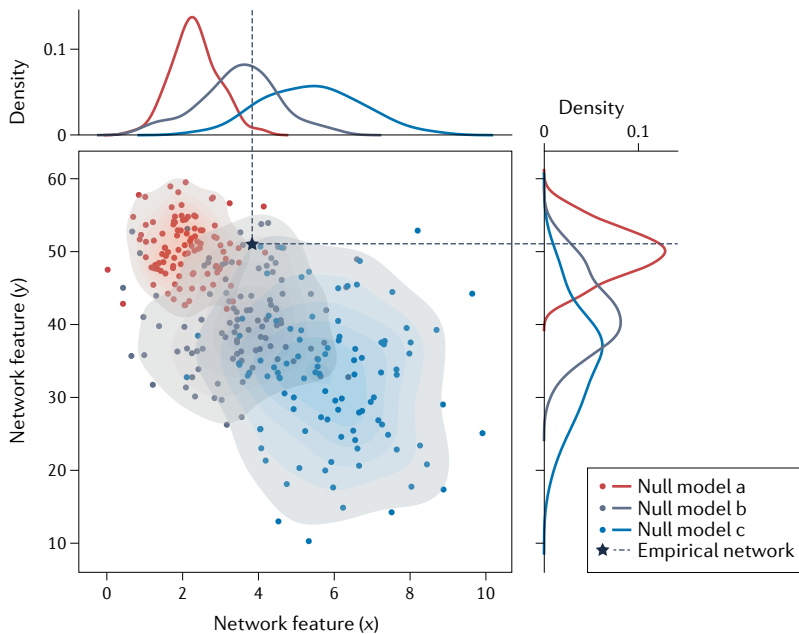 Density
0.1
0
Density
0
0.1
Network feature (y)
60
50
40
30
20
10
0
2
4
6
8
10
Network feature (x)
Null model a
Null model b
Null model c
Empirical network